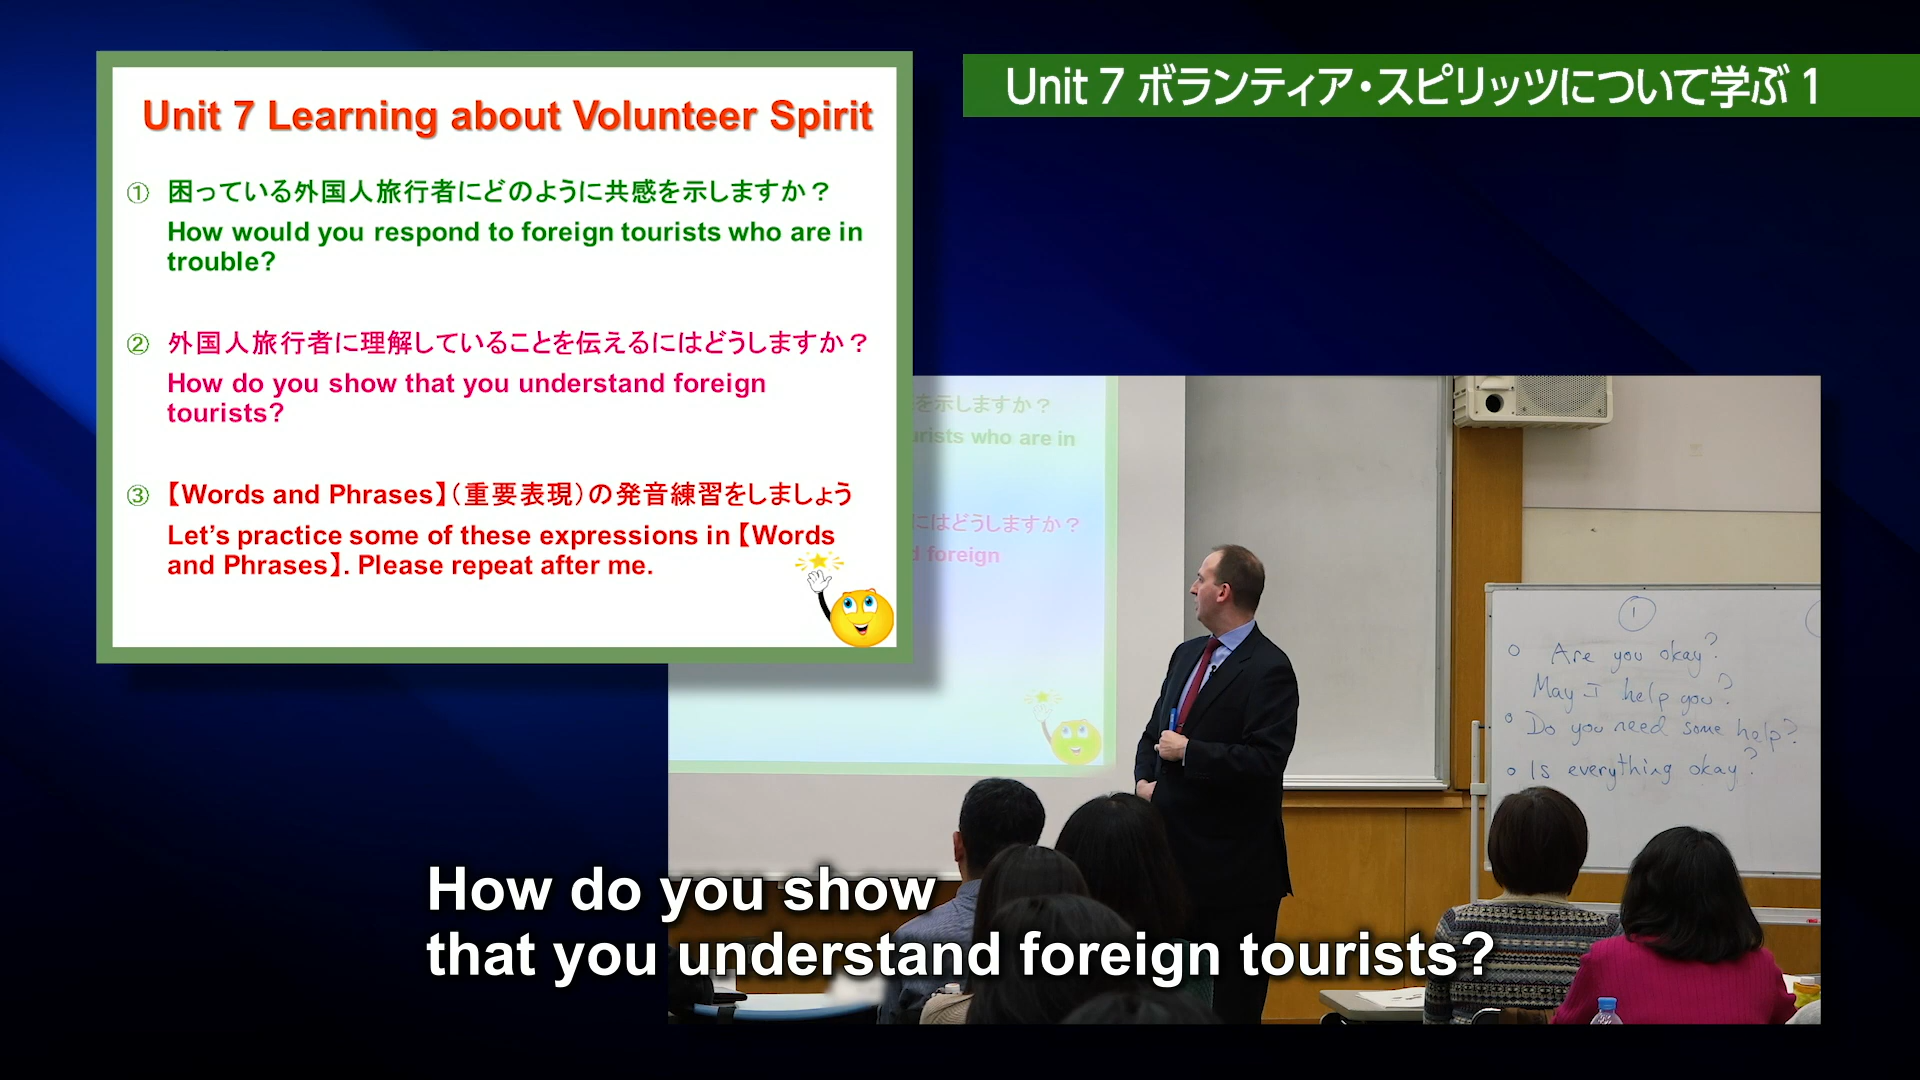 Unit 7 ボランティア・スピリッツについて学ぶ 1
Unit 7 Learning about Volunteer Spirit
① 困っている外国人旅行者にどのように共感を示しますか？
How would you respond to foreign tourists who are in
trouble?
② 外国人旅行者に理解していることを伝えるにはどうしますか？
How do you show that you understand foreign
tourists?
③ 【Words and Phrases】（重要表現）の発音練習をしましょう
Let’s practice some of these expressions in【Words
and Phrases】. Please repeat after me.
を示しますか？
urists who are in
にはどうしますか？
d foreign
1
Are you okay?
May I help you?
Do you need some help?
Is everything okay?
How do you show
that you understand foreign tourists?